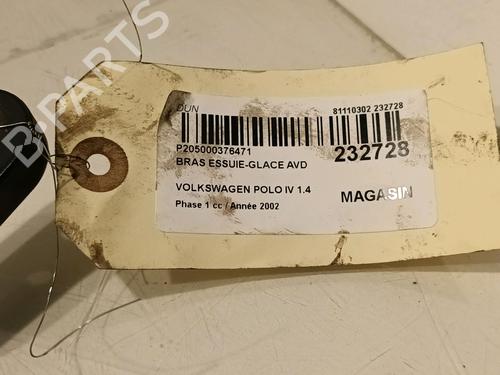 B-PARTS
DUN
81110302 232728
P205000376471
BRAS ESSUIE-GLACE AVD
232728
VOLKSWAGEN POLO IV 1.4
MAGASIN
Phase 1 cc / Année 2002